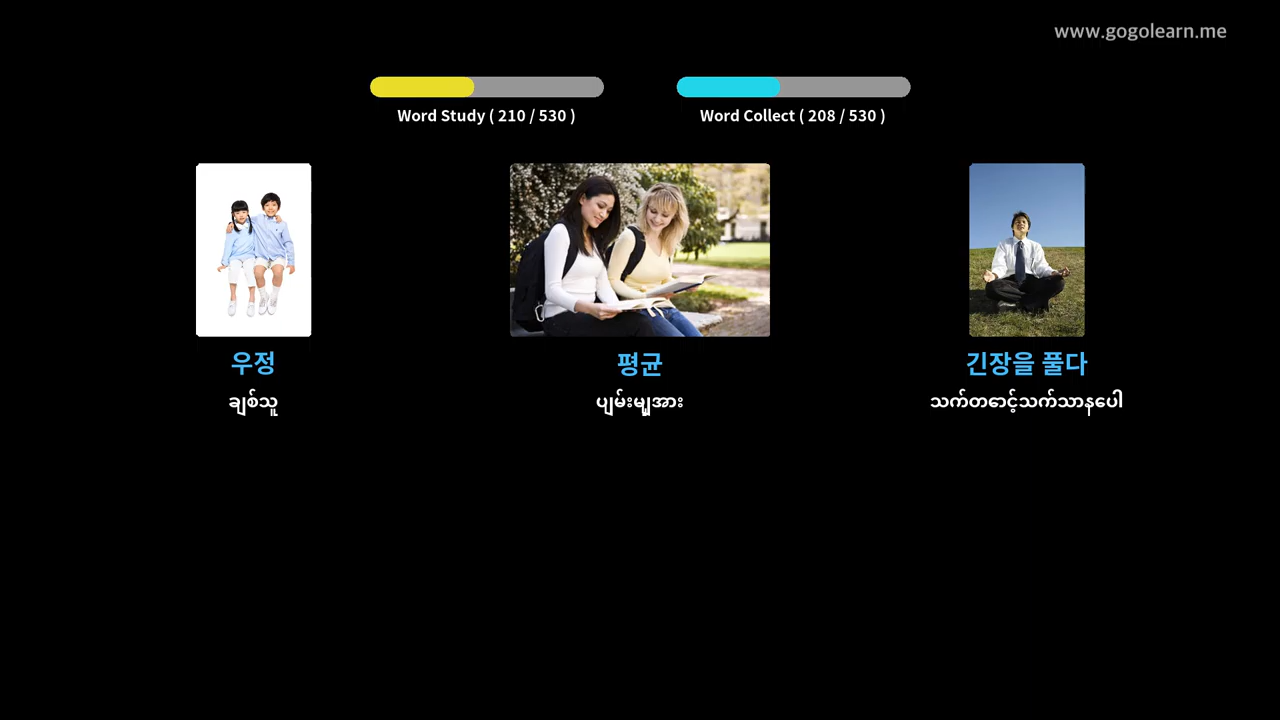 www.gogolearn.me
Word Study ( 210 / 530 )
Word Collect ( 208 / 530 )
우정
평균
긴장을 풀다
ချစ်သူ
ပျမ်းမျှအား
သက်တောင့်သက်သာနပေါ